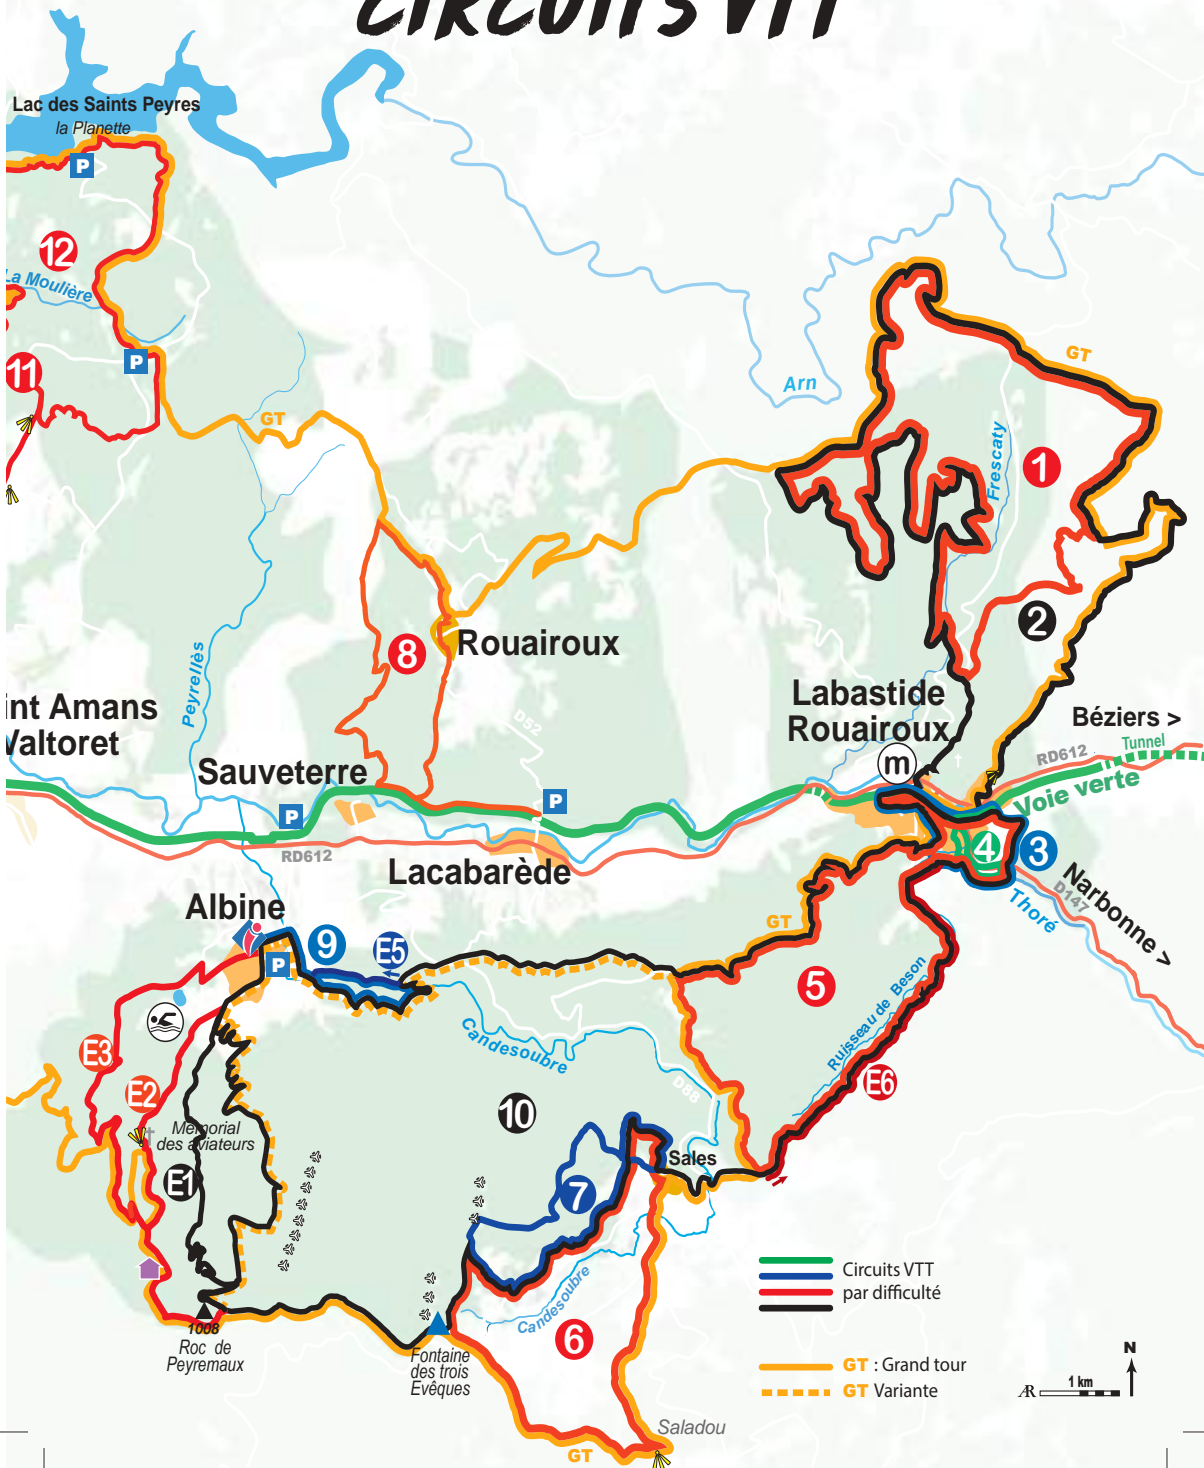 CIRCUITS VTT
Lac des Saints Peyres
la Planette
P
12
La Moulière
P
11
GT
Arn
GT
Frescaty
1
2
8
Rouairoux
Peyrellès
int Amans
Valtoret
D52
Labastide
Rouairoux
m
Béziers >
Tunnel
RD612
Voie verte
Sauveterre
P
P
RD612
Lacabarède
4
3
Narbonne >
D147
Thoré
Albine
P
9
E5
GT
5
Ruisseau de Beson
E6
Candesoubre
D88
E3
E2
Mémorial
des aviateurs
E1
10
Sales
7
Candesoubre
6
1008
Roc de
Peyremaux
Fontaine
des trois
Evêques
GT
Saladou
Circuits VTT
par difficulté
GT : Grand tour
GT Variante
AR
1 km
N